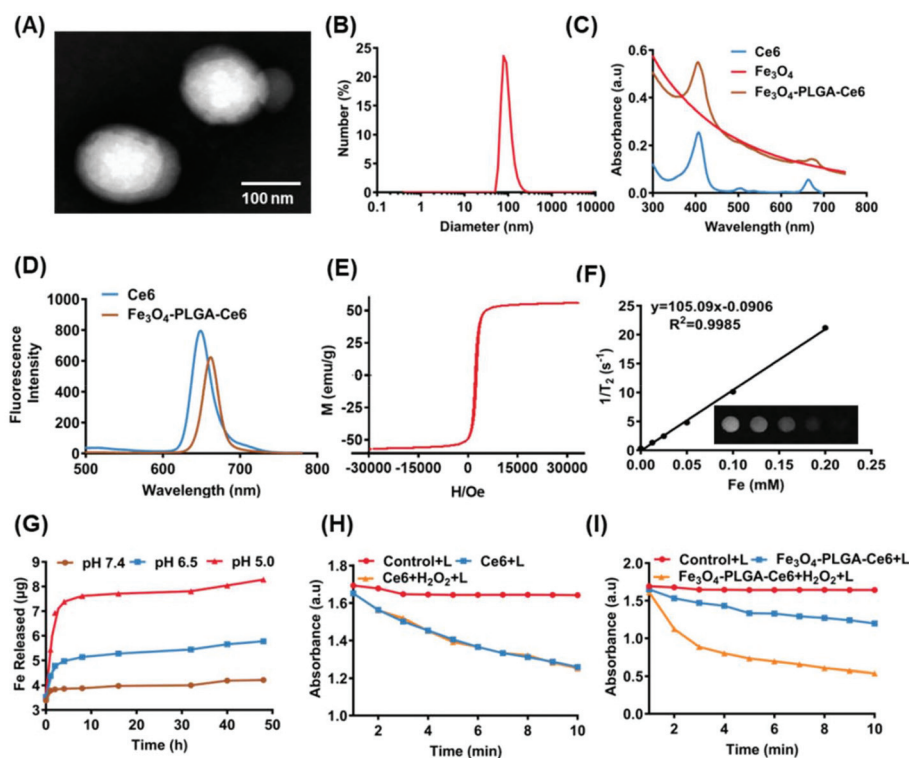 (A)
100 nm
(B)
Number (%)
25
20
15
10
5
0
0.1 1 10 100 1000 10000
Diameter (nm)
(C)
Ce6
Fe₃O₄
Fe₃O₄-PLGA-Ce6
Absorbance (a.u)
0.6
0.4
0.2
0.0
300 400 500 600 700 800
Wavelength (nm)
(D)
Ce6
Fe₃O₄-PLGA-Ce6
Fluorescence
Intensity
1000
800
600
400
200
0
500 600 700 800
Wavelength (nm)
(E)
M (emu/g)
50
25
0
-25
-50
-30000 -15000 0 15000 30000
H/Oe
(F)
y=105.09x-0.0906
R²=0.9985
1/T₂ (s⁻¹)
25
20
15
10
5
0
0.00 0.05 0.10 0.15 0.20 0.25
Fe (mM)
(G)
pH 7.4 pH 6.5 pH 5.0
Fe Released (µg)
9
8
7
6
5
4
3
0 10 20 30 40 50
Time (h)
(H)
Control+L Ce6+L
Ce6+H₂O₂+L
Absorbance (a.u)
1.8
1.6
1.4
1.2
1.0
2 4 6 8 10
Time (min)
(I)
Control+L Fe₃O₄-PLGA-Ce6+L
Fe₃O₄-PLGA-Ce6+H₂O₂+L
Absorbance (a.u)
2.0
1.5
1.0
0.5
0.0
2 4 6 8 10
Time (min)